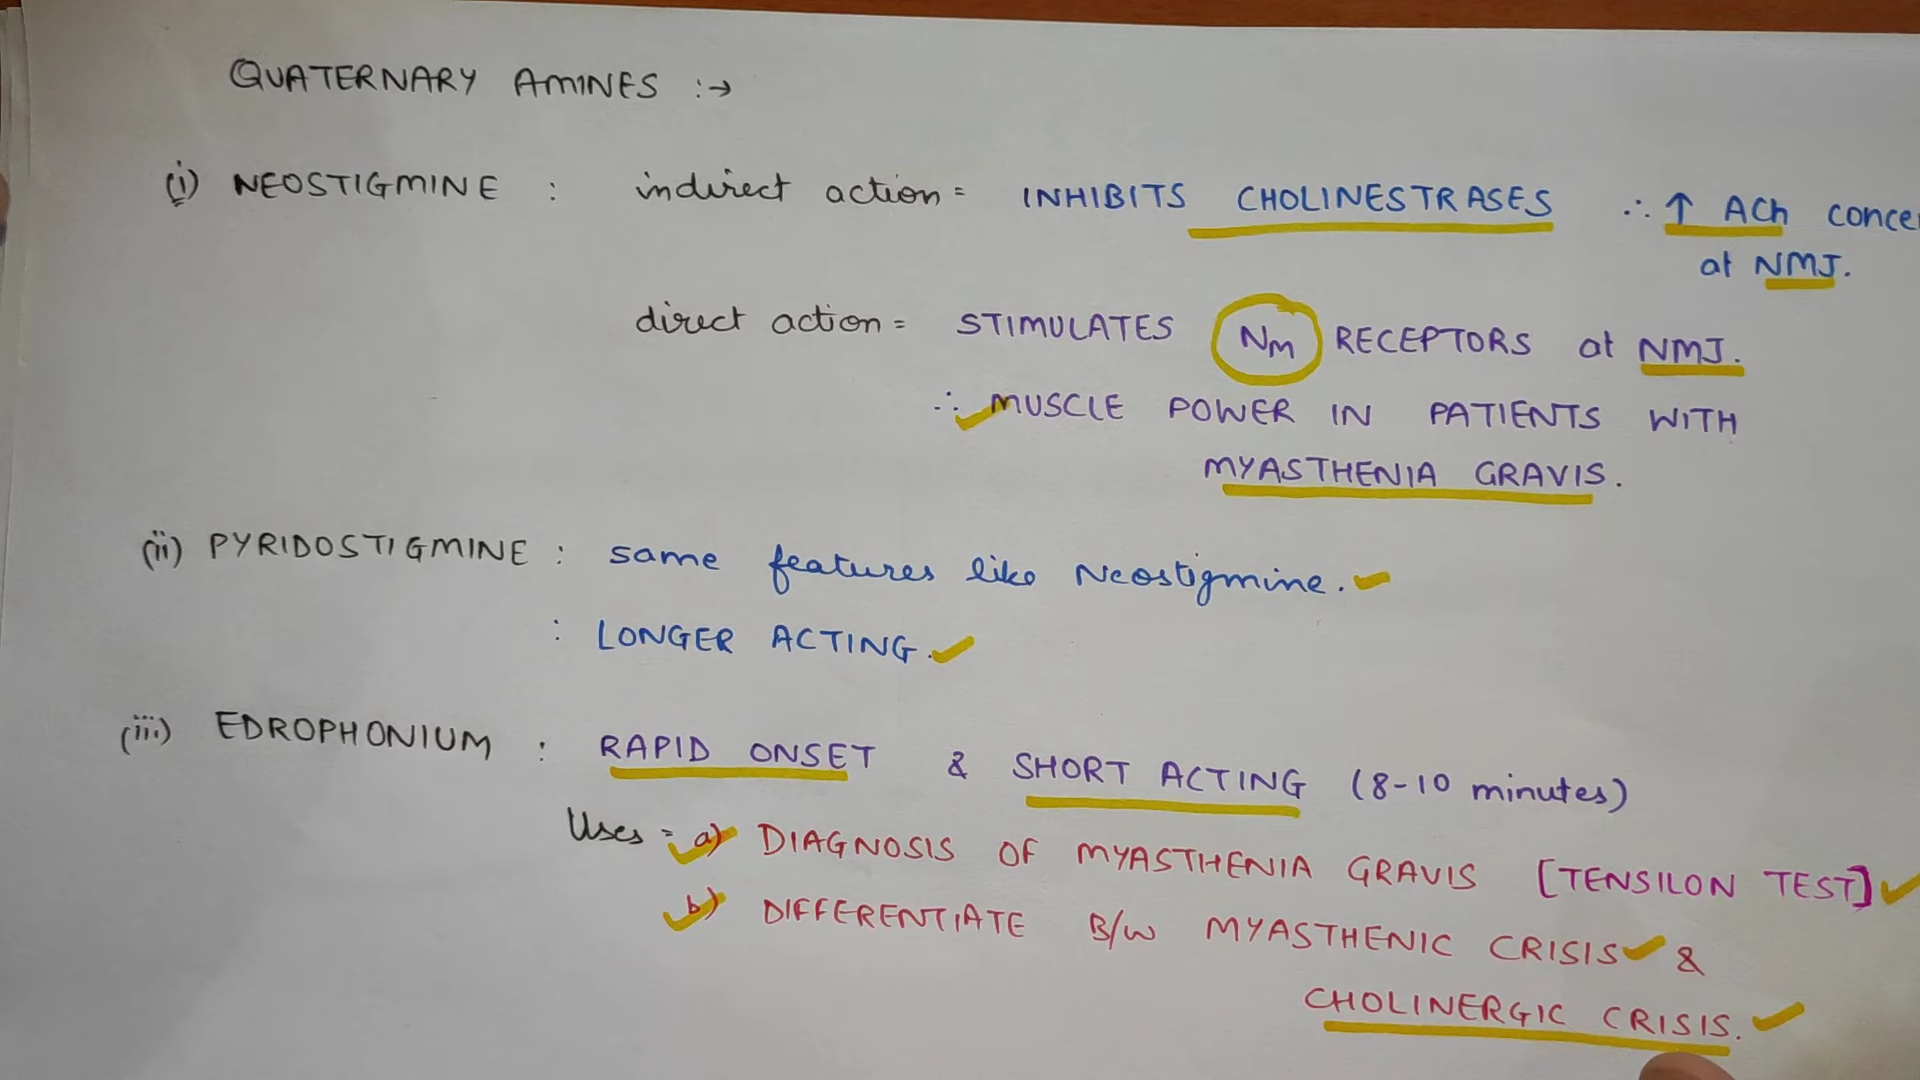 QUATERNARY AMINES :→
(i) NEOSTIGMINE : indirect action = INHIBITS CHOLINESTRASES ∴ ↑ ACh
at NMJ.
direct action = STIMULATES NM RECEPTORS at NMJ.
∴ MUSCLE POWER IN PATIENTS WITH
MYASTHENIA GRAVIS.
(ii) PYRIDOSTIGMINE : same features like Neostigmine.
: LONGER ACTING.
(iii) EDROPHONIUM : RAPID ONSET & SHORT ACTING (8-10 minutes)
Uses = a) DIAGNOSIS OF MYASTHENIA GRAVIS [TENSILON TEST]
b) DIFFERENTIATE B/W MYASTHENIC CRISIS &
CHOLINERGIC CRISIS.